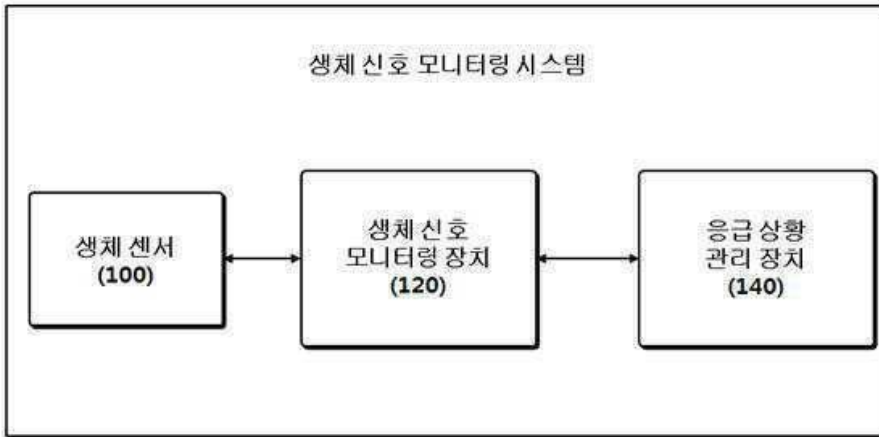 생체 신호 모니터링 시스템
생체 센서
(100)
생체 신호
모니터링 장치
(120)
응급 상황
관리 장치
(140)